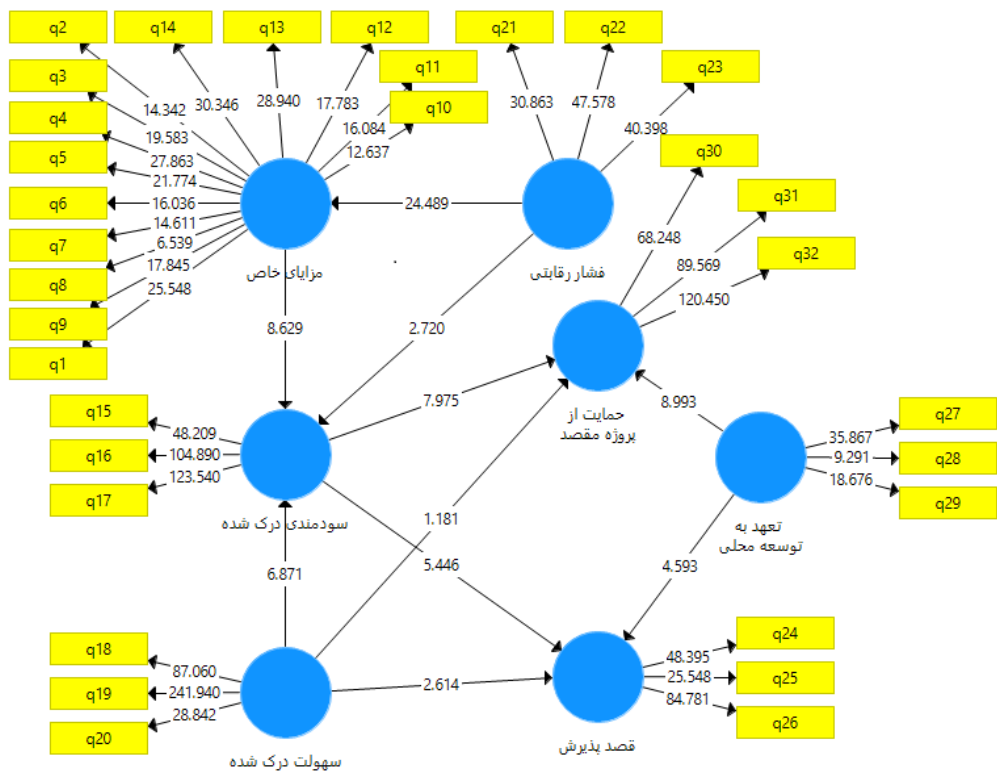 q2
q14
q13
q12
q21
q22
q3
q11
q23
q4
q10
q5
q30
q6
q31
q7
q32
q8
q9
q1
14.342
30.346
28.940
17.783
16.084
12.637
19.583
27.863
21.774
16.036
14.611
6.539
17.845
25.548
30.863
47.578
40.398
24.489
مزایای خاص
فشار رقابتی
68.248
89.569
120.450
8.629
2.720
7.975
حمایت از
پروژه مقصد
8.993
q15
q16
q17
48.209
104.890
123.540
سودمندی درک شده
q27
q28
q29
35.867
9.291
18.676
تعهد به
توسعه محلی
1.181
5.446
4.593
6.871
q18
q19
q20
87.060
241.940
28.842
سهولت درک شده
2.614
q24
q25
q26
48.395
25.548
84.781
قصد پذیرش